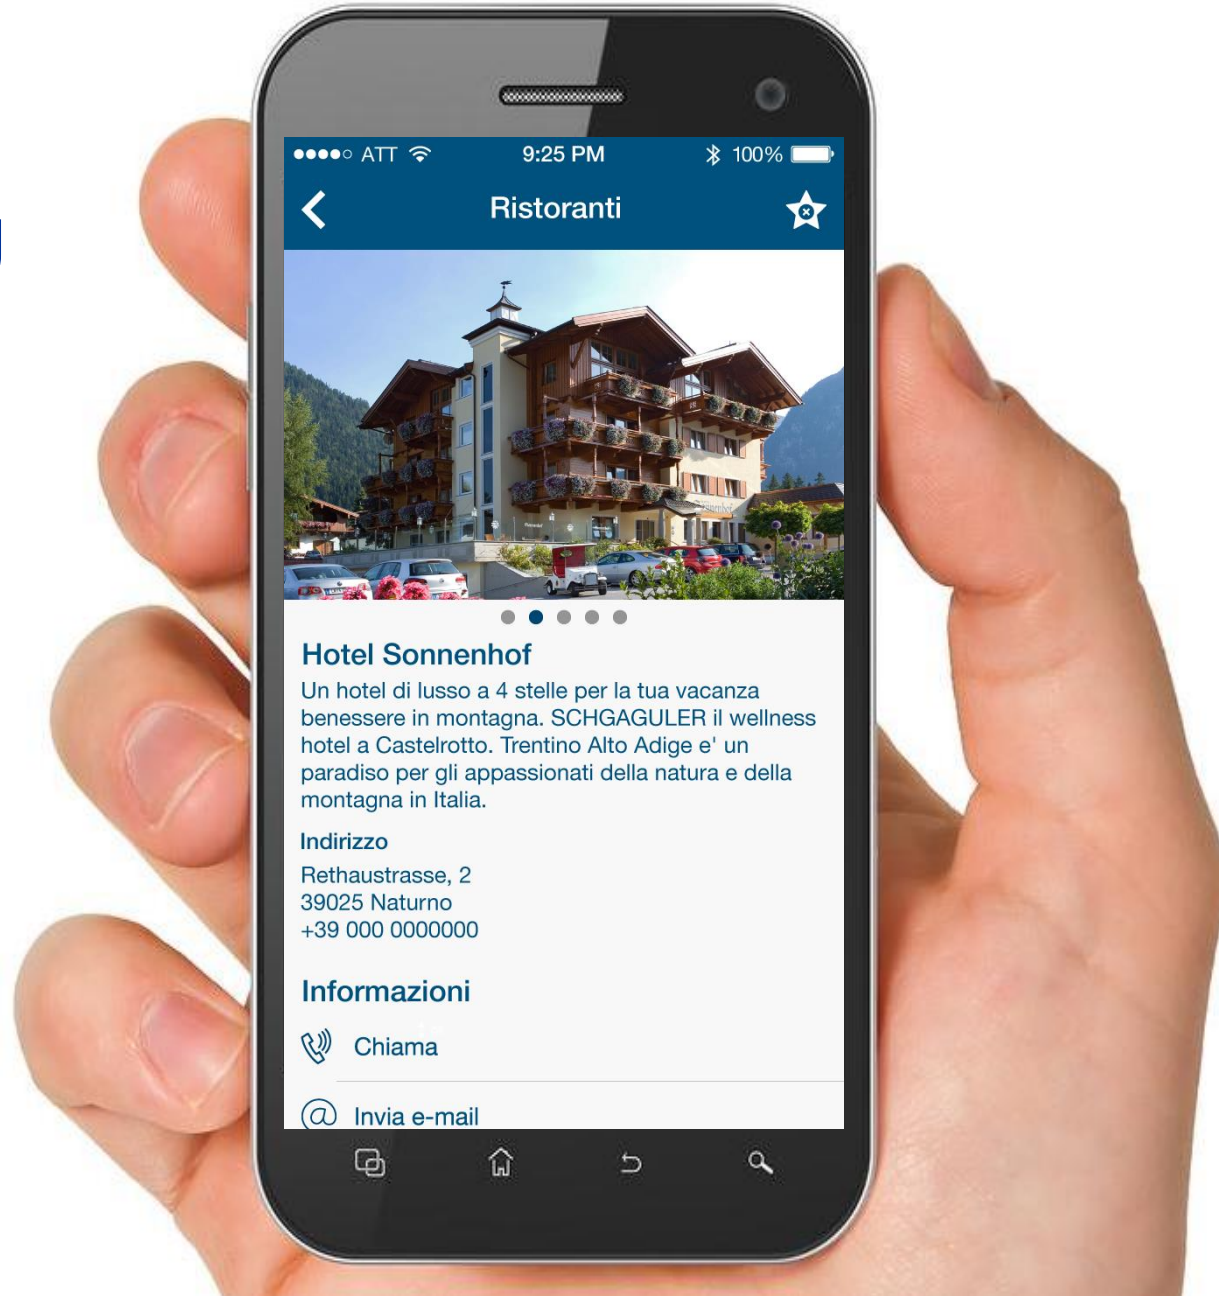 ATT
9:25 PM
100%
Ristoranti
Hotel Sonnenhof
Un hotel di lusso a 4 stelle per la tua vacanza
benessere in montagna. SCHGAGULER il wellness
hotel a Castelrotto. Trentino Alto Adige e' un
paradiso per gli appassionati della natura e della
montagna in Italia.
Indirizzo
Rethaustrasse, 2
39025 Naturno
+39 000 0000000
Informazioni
Chiama
Invia e-mail